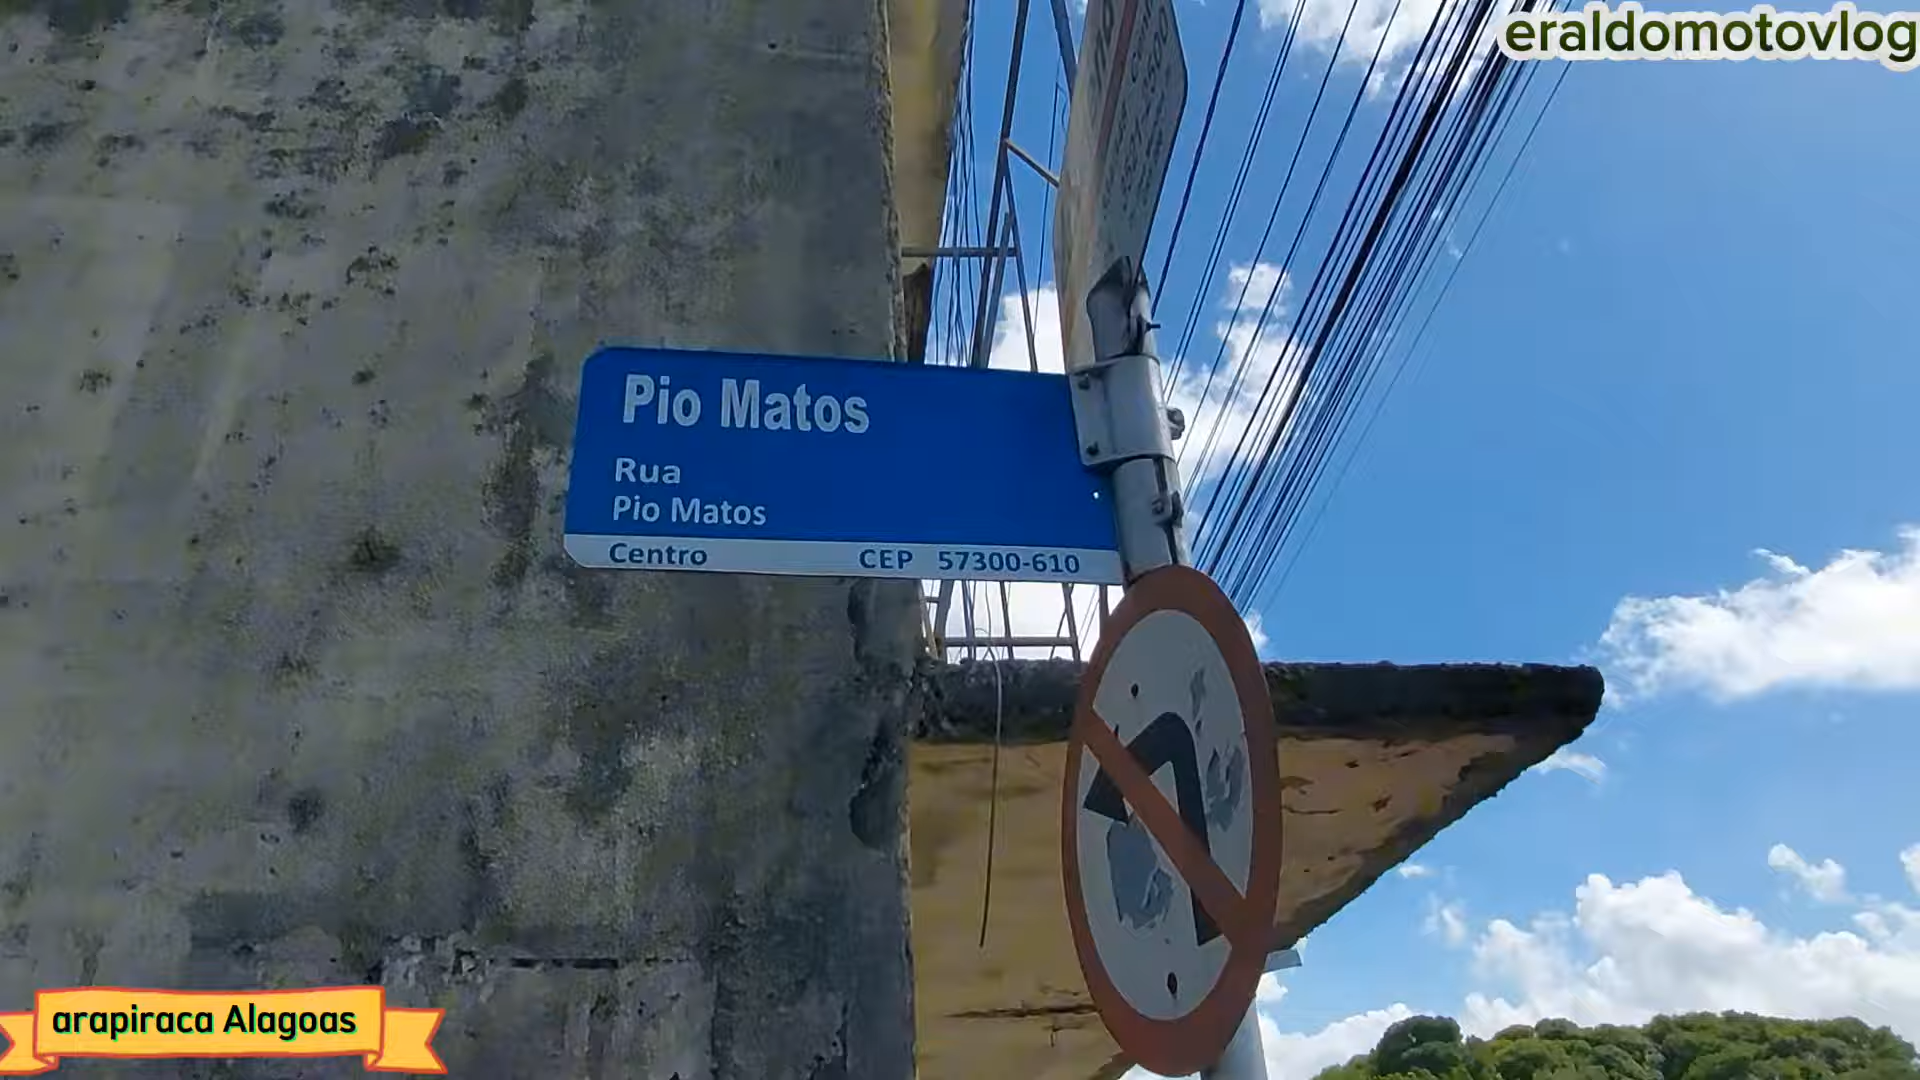 eraldomotovlog
Pio Matos
Rua
Pio Matos
Centro CEP 57300-610
arapiraca Alagoas